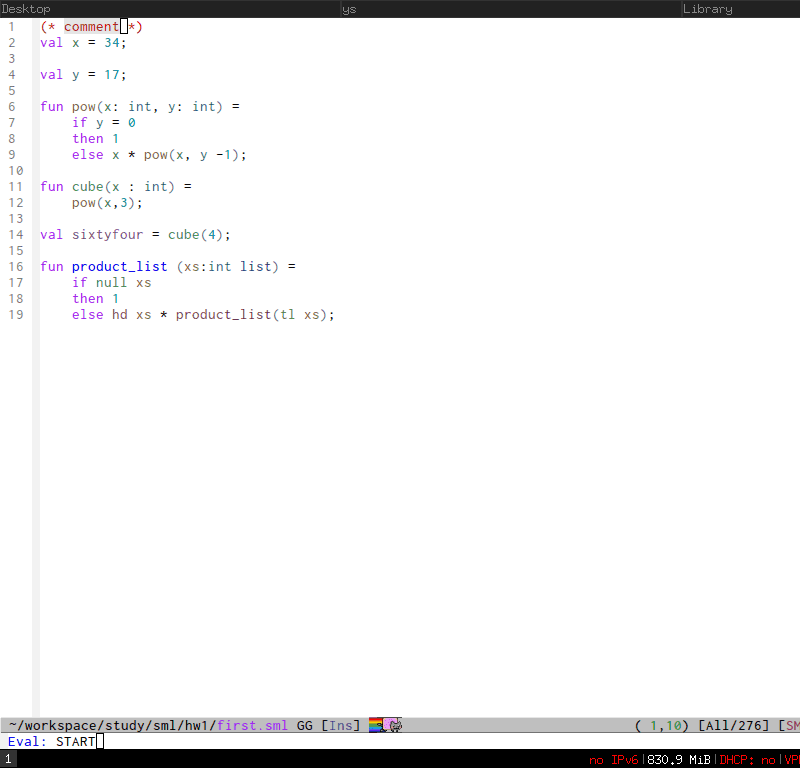 Desktop ys Library
1 (* comment *)
2 val x = 34;
3
4 val y = 17;
5
6 fun pow(x: int, y: int) =
7 if y = 0
8 then 1
9 else x * pow(x, y -1);
10
11 fun cube(x : int) =
12 pow(x,3);
13
14 val sixtyfour = cube(4);
15
16 fun product_list (xs:int list) =
17 if null xs
18 then 1
19 else hd xs * product_list(tl xs);
~/workspace/study/sml/hw1/first.sml GG [Ins] ( 1,10) [All/276] [SM
Eval: START
1 no IPv6|830.9 MiB|DHCP: no|VP